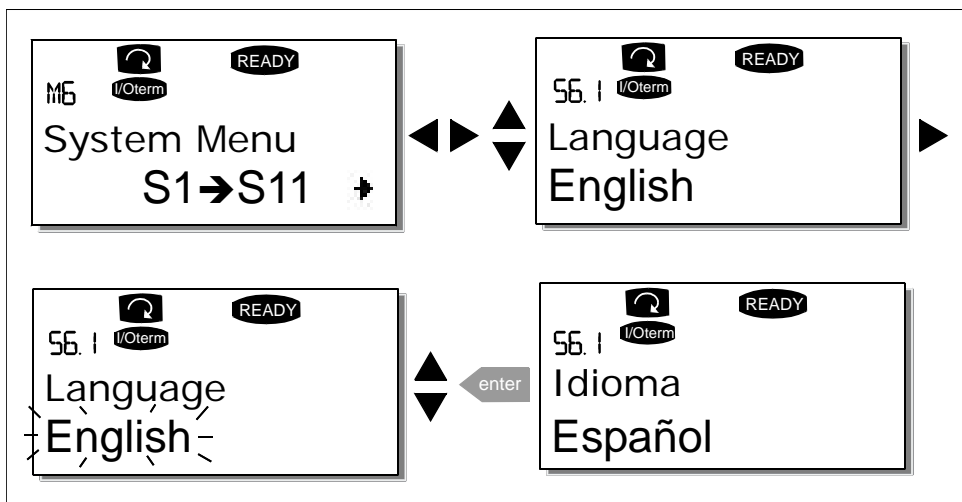 READY
M6 I/Oterm
System Menu
S1➔S11
READY
S6.1 I/Oterm
Language
English
READY
S6.1 I/Oterm
Language
English
enter
READY
S6.1 I/Oterm
Idioma
Español